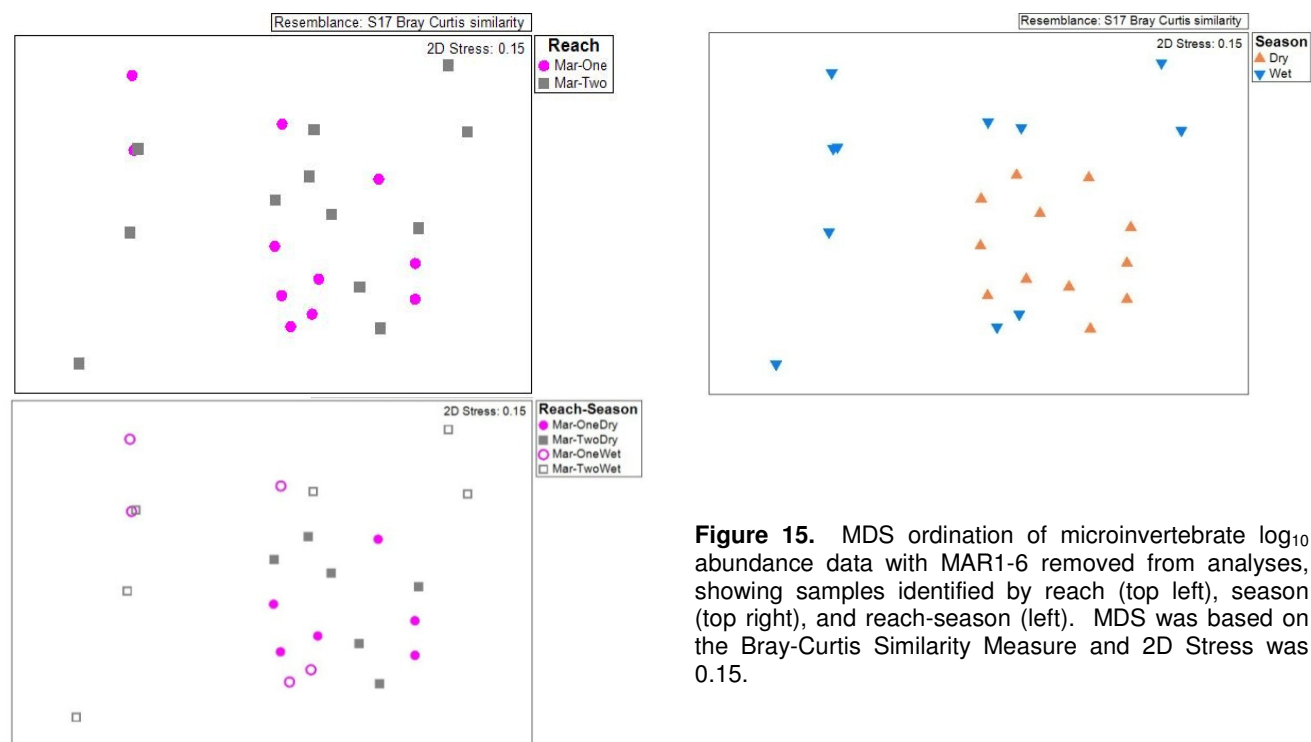 Resemblance: S17 Bray Curtis similarity
2D Stress: 0.15
Reach
Mar-One
Mar-Two
Resemblance: S17 Bray Curtis similarity
2D Stress: 0.15
Season
Dry
Wet
2D Stress: 0.15
Reach-Season
Mar-OneDry
Mar-TwoDry
Mar-OneWet
Mar-TwoWet
Figure 15. MDS ordination of microinvertebrate log10
abundance data with MAR1-6 removed from analyses,
showing samples identified by reach (top left), season
(top right), and reach-season (left). MDS was based on
the Bray-Curtis Similarity Measure and 2D Stress was
0.15.